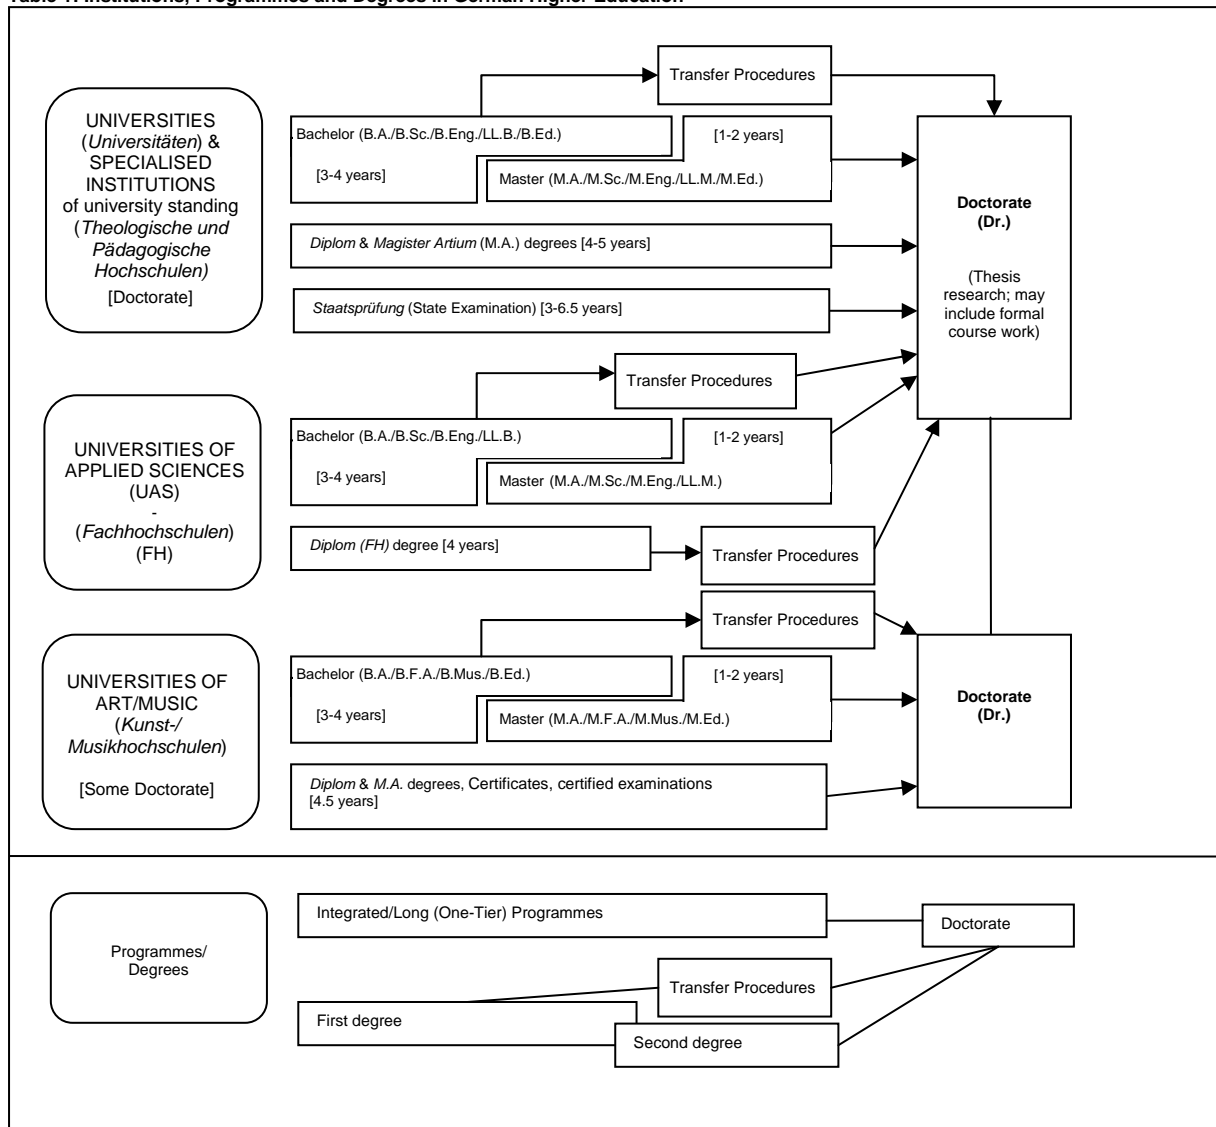 Table 1: Institutions, Programmes and Degrees in German Higher Education
Transfer Procedures
UNIVERSITIES
(Universitäten) &
SPECIALISED
INSTITUTIONS
of university standing
(Theologische und
Pädagogische
Hochschulen)
[Doctorate]
Bachelor (B.A./B.Sc./B.Eng./LL.B./B.Ed.)
[3-4 years]
[1-2 years]
Master (M.A./M.Sc./M.Eng./LL.M./M.Ed.)
Diplom & Magister Artium (M.A.) degrees [4-5 years]
Staatsprüfung (State Examination) [3-6.5 years]
Doctorate
(Dr.)
(Thesis
research; may
include formal
course work)
Transfer Procedures
UNIVERSITIES OF
APPLIED SCIENCES
(UAS)
-
(Fachhochschulen)
(FH)
Bachelor (B.A./B.Sc./B.Eng./LL.B.)
[3-4 years]
[1-2 years]
Master (M.A./M.Sc./M.Eng./LL.M.)
Diplom (FH) degree [4 years]
Transfer Procedures
Transfer Procedures
UNIVERSITIES OF
ART/MUSIC
(Kunst-/
Musikhochschulen)
[Some Doctorate]
Bachelor (B.A./B.F.A./B.Mus./B.Ed.)
[3-4 years]
[1-2 years]
Master (M.A./M.F.A./M.Mus./M.Ed.)
Diplom & M.A. degrees, Certificates, certified examinations
[4.5 years]
Doctorate
(Dr.)
Programmes/
Degrees
Integrated/Long (One-Tier) Programmes
Doctorate
Transfer Procedures
First degree
Second degree